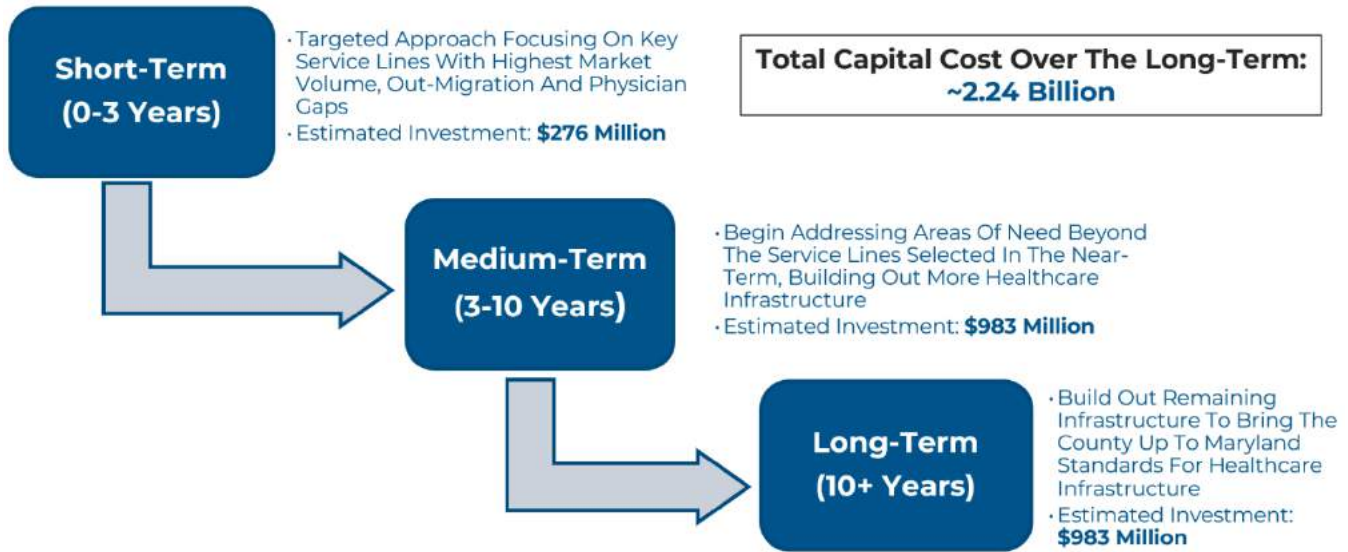 Short-Term
(0-3 Years)
· Targeted Approach Focusing On Key
Service Lines With Highest Market
Volume, Out-Migration And Physician
Gaps
· Estimated Investment: $276 Million
Total Capital Cost Over The Long-Term:
~2.24 Billion
Medium-Term
(3-10 Years)
· Begin Addressing Areas Of Need Beyond
The Service Lines Selected In The Near-
Term, Building Out More Healthcare
Infrastructure
· Estimated Investment: $983 Million
Long-Term
(10+ Years)
· Build Out Remaining
Infrastructure To Bring The
County Up To Maryland
Standards For Healthcare
Infrastructure
· Estimated Investment:
$983 Million